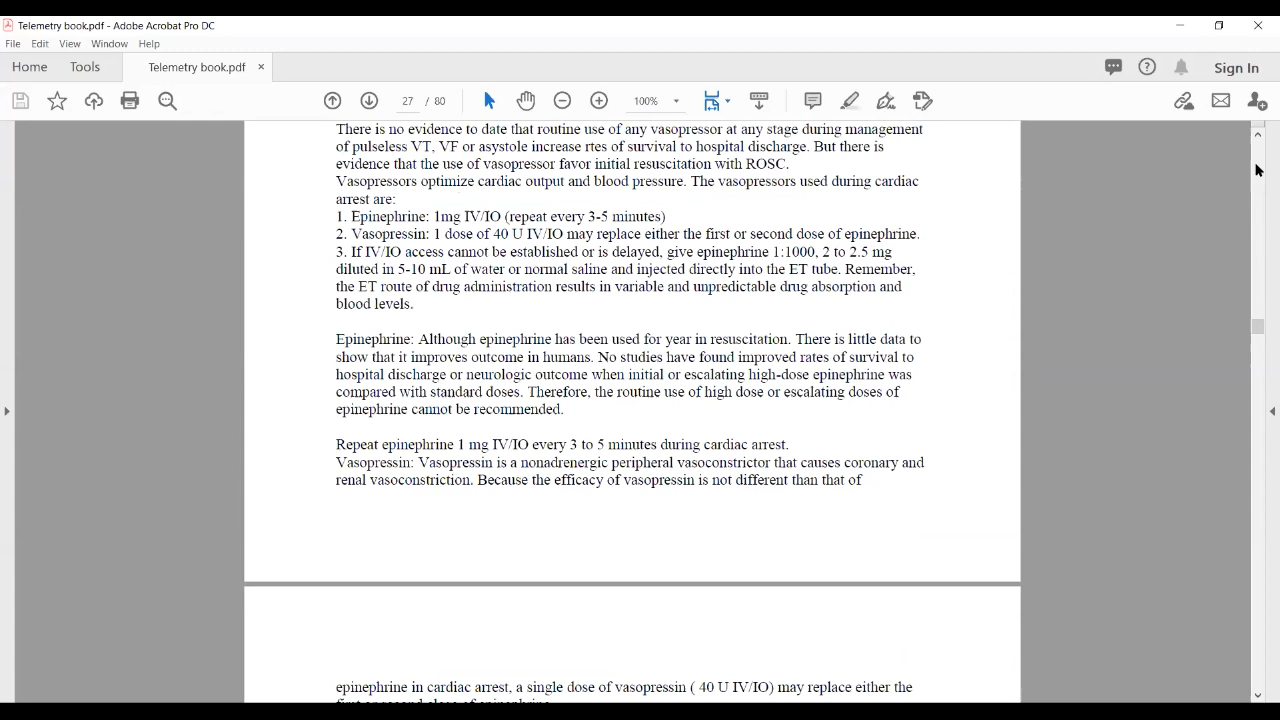 Telemetry book.pdf - Adobe Acrobat Pro DC
File Edit View Window Help
Home Tools Telemetry book.pdf × Sign In
27 / 80 100%
There is no evidence to date that routine use of any vasopressor at any stage during management
of pulseless VT, VF or asystole increase rtes of survival to hospital discharge. But there is
evidence that the use of vasopressor favor initial resuscitation with ROSC.
Vasopressors optimize cardiac output and blood pressure. The vasopressors used during cardiac
arrest are:
1. Epinephrine: 1mg IV/IO (repeat every 3-5 minutes)
2. Vasopressin: 1 dose of 40 U IV/IO may replace either the first or second dose of epinephrine.
3. If IV/IO access cannot be established or is delayed, give epinephrine 1:1000, 2 to 2.5 mg
diluted in 5-10 mL of water or normal saline and injected directly into the ET tube. Remember,
the ET route of drug administration results in variable and unpredictable drug absorption and
blood levels.
Epinephrine: Although epinephrine has been used for year in resuscitation. There is little data to
show that it improves outcome in humans. No studies have found improved rates of survival to
hospital discharge or neurologic outcome when initial or escalating high-dose epinephrine was
compared with standard doses. Therefore, the routine use of high dose or escalating doses of
epinephrine cannot be recommended.
Repeat epinephrine 1 mg IV/IO every 3 to 5 minutes during cardiac arrest.
Vasopressin: Vasopressin is a nonadrenergic peripheral vasoconstrictor that causes coronary and
renal vasoconstriction. Because the efficacy of vasopressin is not different than that of
epinephrine in cardiac arrest, a single dose of vasopressin ( 40 U IV/IO) may replace either the
first or second dose of epinephrine